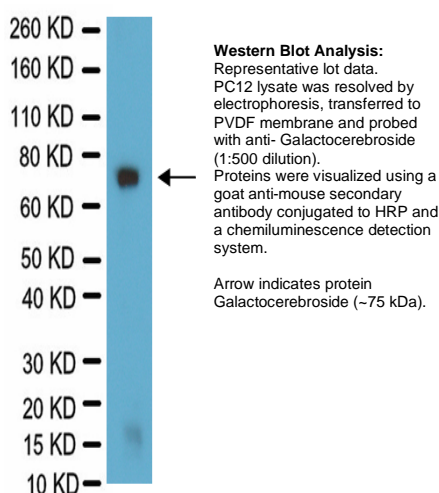 260 KD
160 KD
110 KD
80 KD
60 KD
50 KD
40 KD
30 KD
20 KD
15 KD
10 KD
Western Blot Analysis:
Representative lot data.
PC12 lysate was resolved by
electrophoresis, transferred to
PVDF membrane and probed
with anti- Galactocerebroside
(1:500 dilution).
Proteins were visualized using a
goat anti-mouse secondary
antibody conjugated to HRP and
a chemiluminescence detection
system.
Arrow indicates protein
Galactocerebroside (~75 kDa).